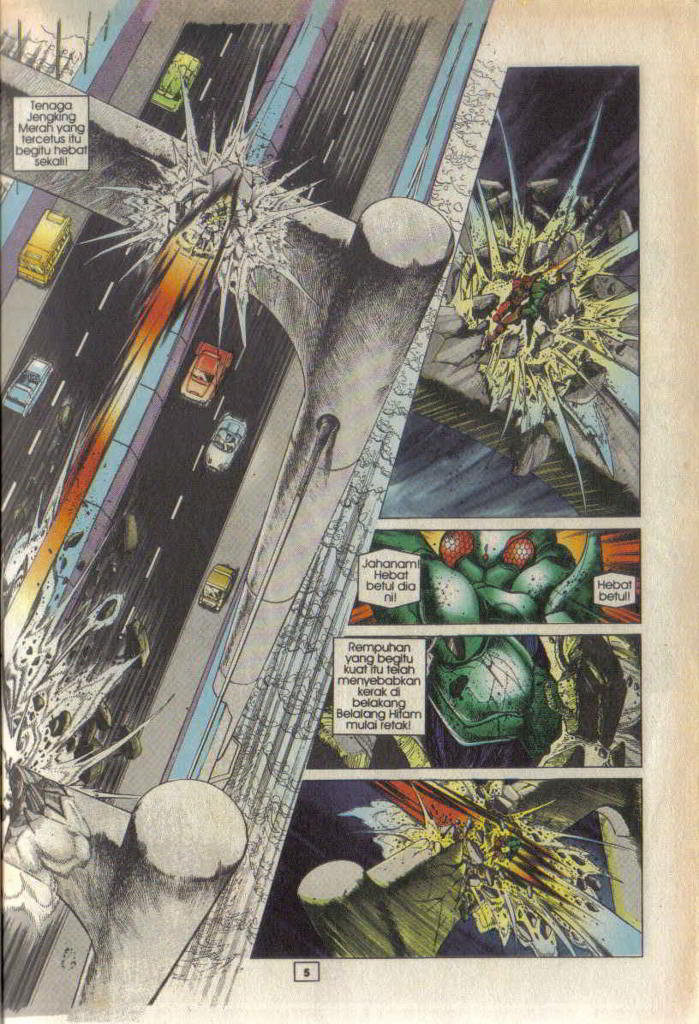 Tenaga
Jengking
Merah yang
tercetus itu
begitu hebat
sekali!
Jahanam!
Hebat
betul dia
ni!
Hebat
betul!
Rempuhan
yang begitu
kuat itu telah
menyebabkan
kerak di
belakang
Belalang Hitam
mulai retak!
5